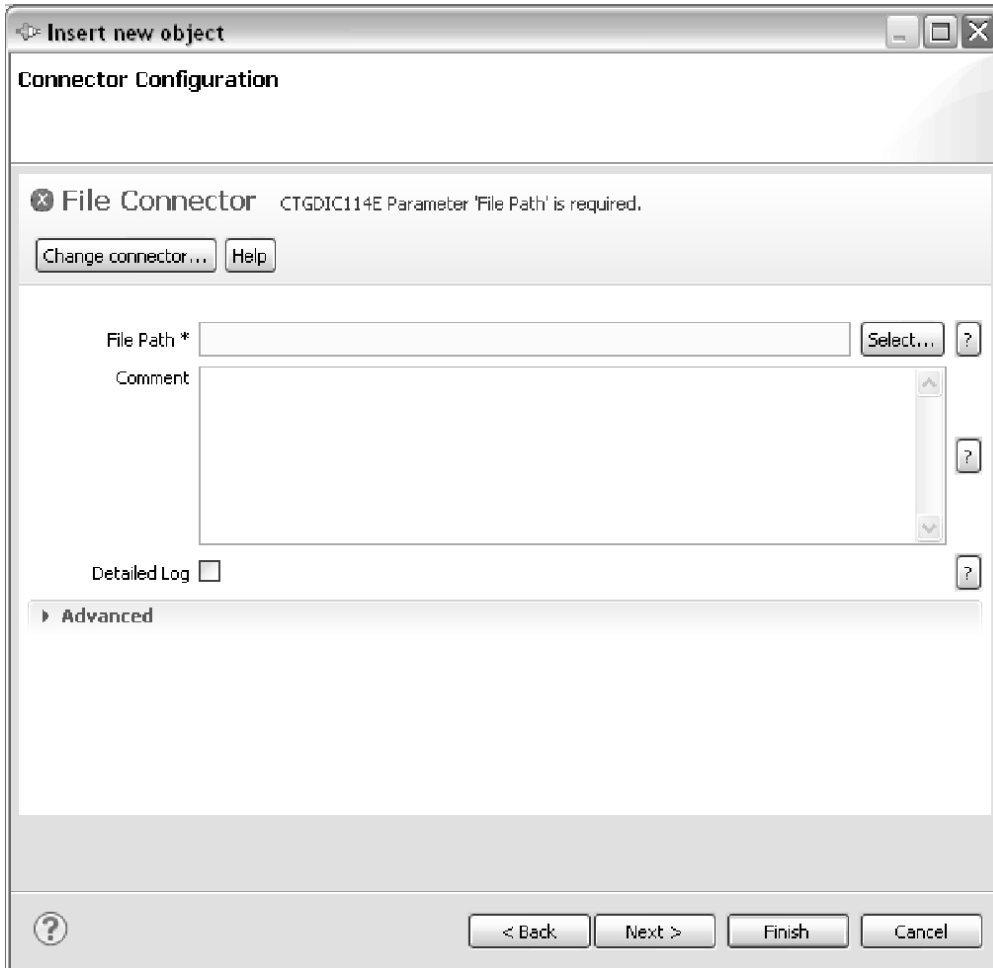 Insert new object
Connector Configuration
File Connector CTGDIC114E Parameter 'File Path' is required.
Change connector... Help
File Path * Select... ?
Comment
?
Detailed Log ?
Advanced
? < Back Next > Finish Cancel